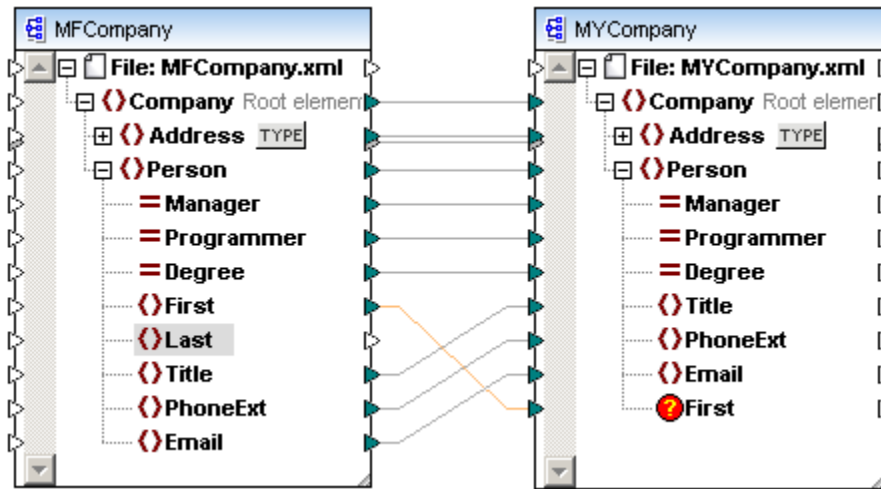 MFCompany
File: MFCompany.xml
Company Root element
Address TYPE
Person
Manager
Programmer
Degree
First
Last
Title
PhoneExt
Email
MYCompany
File: MYCompany.xml
Company Root elemen
Address TYPE
Person
Manager
Programmer
Degree
Title
PhoneExt
Email
? First